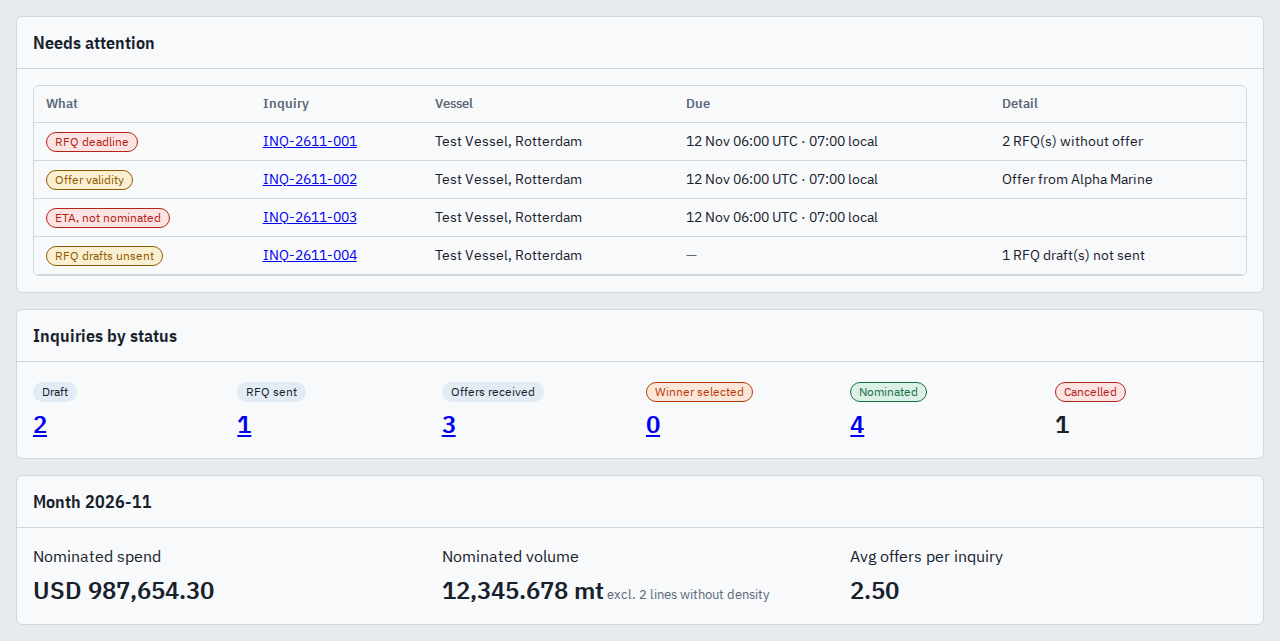 Needs attention
What Inquiry Vessel Due Detail
RFQ deadline INQ-2611-001 Test Vessel, Rotterdam 12 Nov 06:00 UTC · 07:00 local 2 RFQ(s) without offer
Offer validity INQ-2611-002 Test Vessel, Rotterdam 12 Nov 06:00 UTC · 07:00 local Offer from Alpha Marine
ETA, not nominated INQ-2611-003 Test Vessel, Rotterdam 12 Nov 06:00 UTC · 07:00 local
RFQ drafts unsent INQ-2611-004 Test Vessel, Rotterdam — 1 RFQ draft(s) not sent
Inquiries by status
Draft RFQ sent Offers received Winner selected Nominated Cancelled
2 1 3 0 4 1
Month 2026-11
Nominated spend Nominated volume Avg offers per inquiry
USD 987,654.30 12,345.678 mt excl. 2 lines without density 2.50